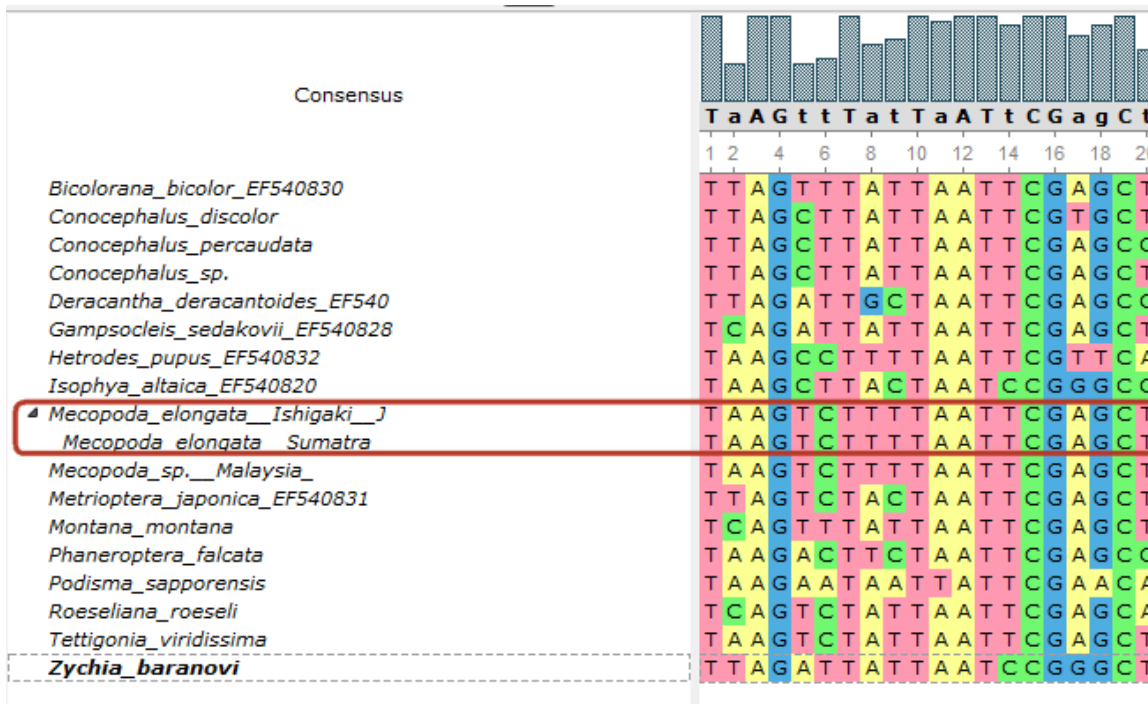 Consensus
TaAGttTatTaATtCGagCt
1 2 4 6 8 10 12 14 16 18 20
Bicolorana_bicolor_EF540830 TTAGTTTATTAATTCGAGCT
Conocephalus_discolor TTAGCTTATTAATTCGTGCT
Conocephalus_percaudata TTAGCTTATTAATTCGAGCC
Conocephalus_sp. TTAGCTTATTAATTCGAGCT
Deracantha_deracantoides_EF540 TTAGATTGCTAATTCGAGCC
Gampsocleis_sedakovii_EF540828 TCAGATTATTAATTCGAGCT
Hetrodes_pupus_EF540832 TAAGCCTTTTAATTCGTTCA
Isophya_altaica_EF540820 TAAGCTTACTAATCCGGGCC
Mecopoda_elongata__Ishigaki__J TAAGTCTTTTAATTCGAGCT
Mecopoda_elongata__Sumatra TAAGTCTTTTAATTCGAGCT
Mecopoda_sp.__Malaysia_ TAAGTCTTTTAATTCGAGCT
Metrioptera_japonica_EF540831 TTAGTCTACTAATTCGAGCT
Montana_montana TCAGTTTATTAATTCGAGCT
Phaneroptera_falcata TAAGACTTCTAATTCGAGCC
Podisma_sapporensis TAAGAATAATTATTCGAACA
Roeseliana_roeseli TCAGTCTATTAATTCGAGCA
Tettigonia_viridissima TAAGTCTATTAATTCGAGCT
Zychia_baranovi TTAGATTATTAATCCGGGCT